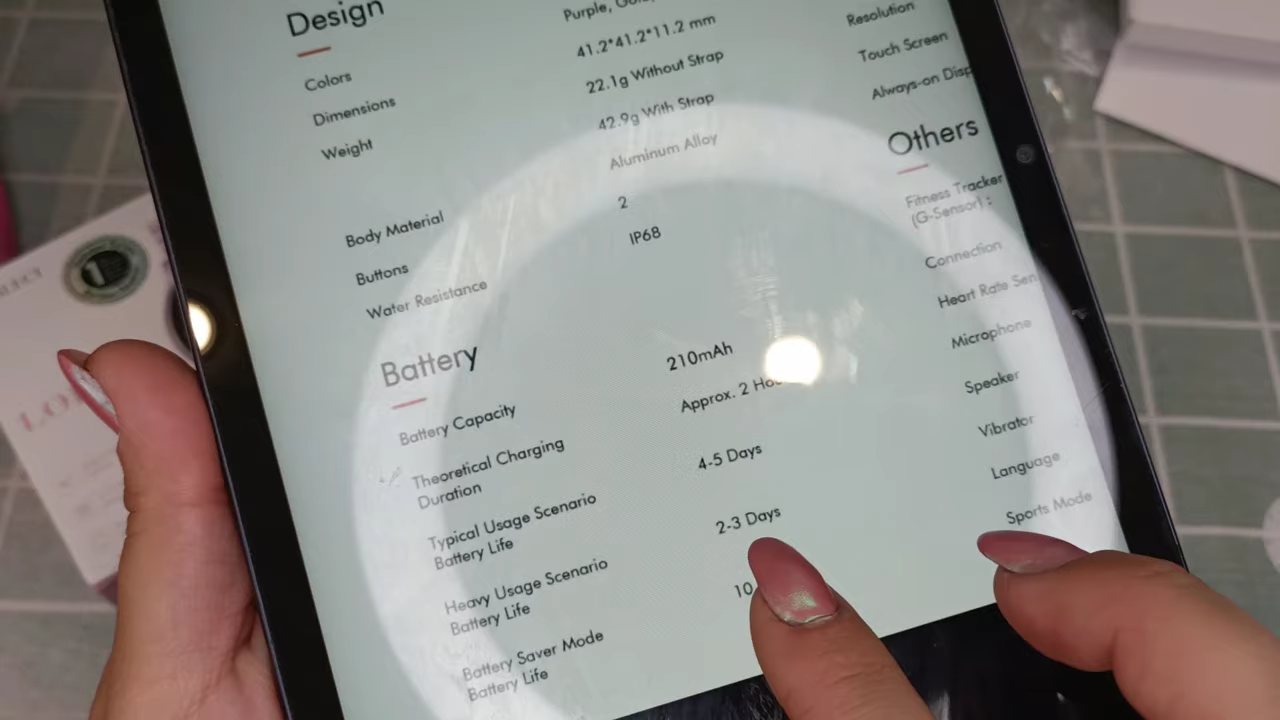 Design
Colors
Purple,
Dimensions
41.2*41.2*11.2 mm
Weight
22.1g Without Strap
42.9g With Strap
Body Material
Aluminum Alloy
Buttons
2
Water Resistance
IP68
Battery
Battery Capacity
210mAh
Theoretical Charging
Duration
Approx. 2
Typical Usage Scenario
Battery Life
4-5 Days
Heavy Usage Scenario
Battery Life
2-3 Days
Battery Saver Mode
Battery Life
10
Resolution
Touch Screen
Always-on
Others
Fitness Tracker
(G-Sensor) :
Connection
Heart Rate
Microphone
Speaker
Vibrator
Language
Sports Mode